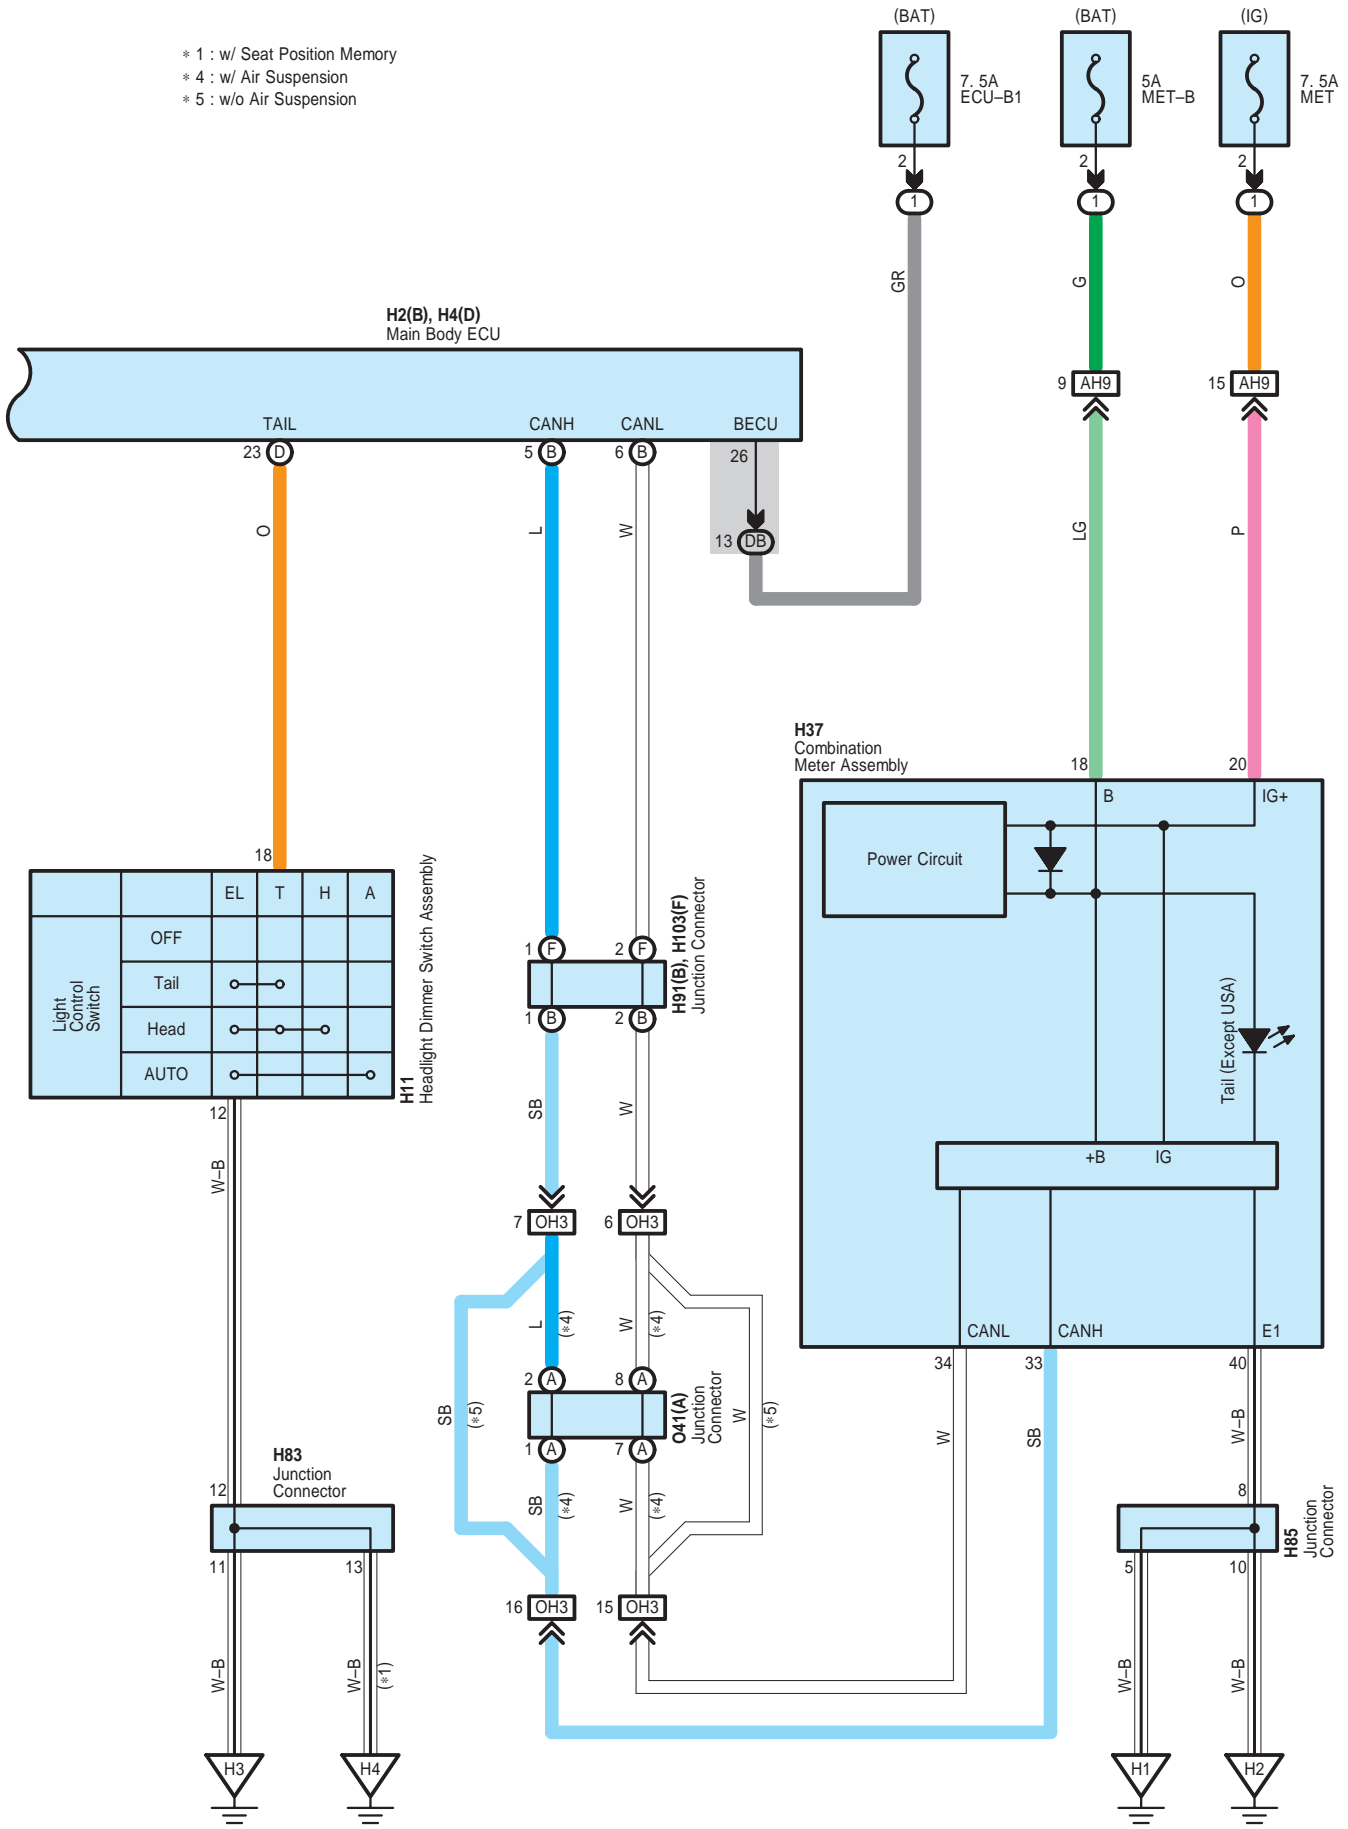 (BAT)
(BAT)
(IG)
∗ 1 : w/ Seat Position Memory
∗ 4 : w/ Air Suspension
∗ 5 : w/o Air Suspension
7. 5A
ECU–B1
5A
MET–B
7. 5A
MET
2
2
2
1
1
1
GR
G
O
H2(B), H4(D)
Main Body ECU
9 AH9
15 AH9
TAIL
CANH
CANL
BECU
23 D
5 B
6 B
26
O
L
W
13 DB
LG
P
H37
Combination
Meter Assembly
18
20
B
IG+
Power Circuit
18
EL T H A
OFF
Tail
Head
AUTO
Light
Control
Switch
H11
Headlight Dimmer Switch Assembly
1 F
2 F
H91(B), H103(F)
Junction Connector
1 B
2 B
Tail (Except USA)
12
W–B
SB
W
+B
IG
7 OH3
6 OH3
L
(∗4)
W
(∗4)
CANL
CANH
E1
34
33
40
2 A
8 A
SB
(∗5)
O41(A)
Junction
Connector
W
(∗5)
1 A
7 A
W
SB
W–B
H83
Junction
Connector
12
SB
(∗4)
W
(∗4)
8
H85
Junction
Connector
11
13
5
10
16 OH3
15 OH3
W–B
W–B
(∗1)
W–B
W–B
H3
H4
H1
H2